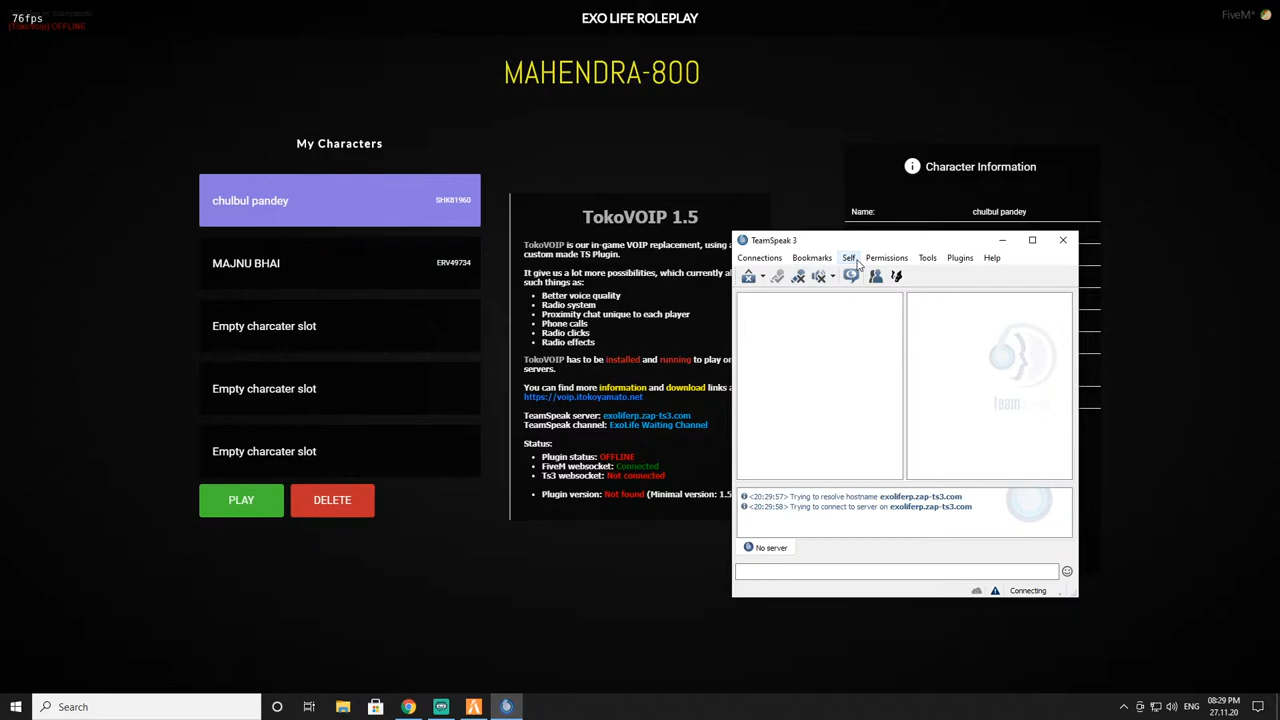 76fps
[TokoVoip] OFFLINE
EXO LIFE ROLEPLAY
FiveM*
MAHENDRA-800
My Characters
chulbul pandey
SHK81960
MAJNU BHAI
ERV49734
Empty charcater slot
Empty charcater slot
Empty charcater slot
PLAY
DELETE
TokoVOIP 1.5
TokoVOIP is our in-game VOIP replacement, using a
custom made TS Plugin.
It give us a lot more possibilities, which currently a
such things as:
Better voice quality
Radio system
Proximity chat unique to each player
Phone calls
Radio clicks
Radio effects
TokoVOIP has to be installed and running to play on
servers.
You can find more information and download links a
https://voip.itokoyamato.net
TeamSpeak server: exoliferp.zap-ts3.com
TeamSpeak channel: ExoLife Waiting Channel
Status:
Plugin status: OFFLINE
FiveM websocket: Connected
Ts3 websocket: Not connected
Plugin version: Not found (Minimal version: 1.5
Character Information
Name:
chulbul pandey
TeamSpeak 3
Connections Bookmarks Self Permissions Tools Plugins Help
teamspeak
<20:29:57> Trying to resolve hostname exoliferp.zap-ts3.com
<20:29:58> Trying to connect to server on exoliferp.zap-ts3.com
No server
Connecting
Search
ENG
08:29 PM
27.11.20